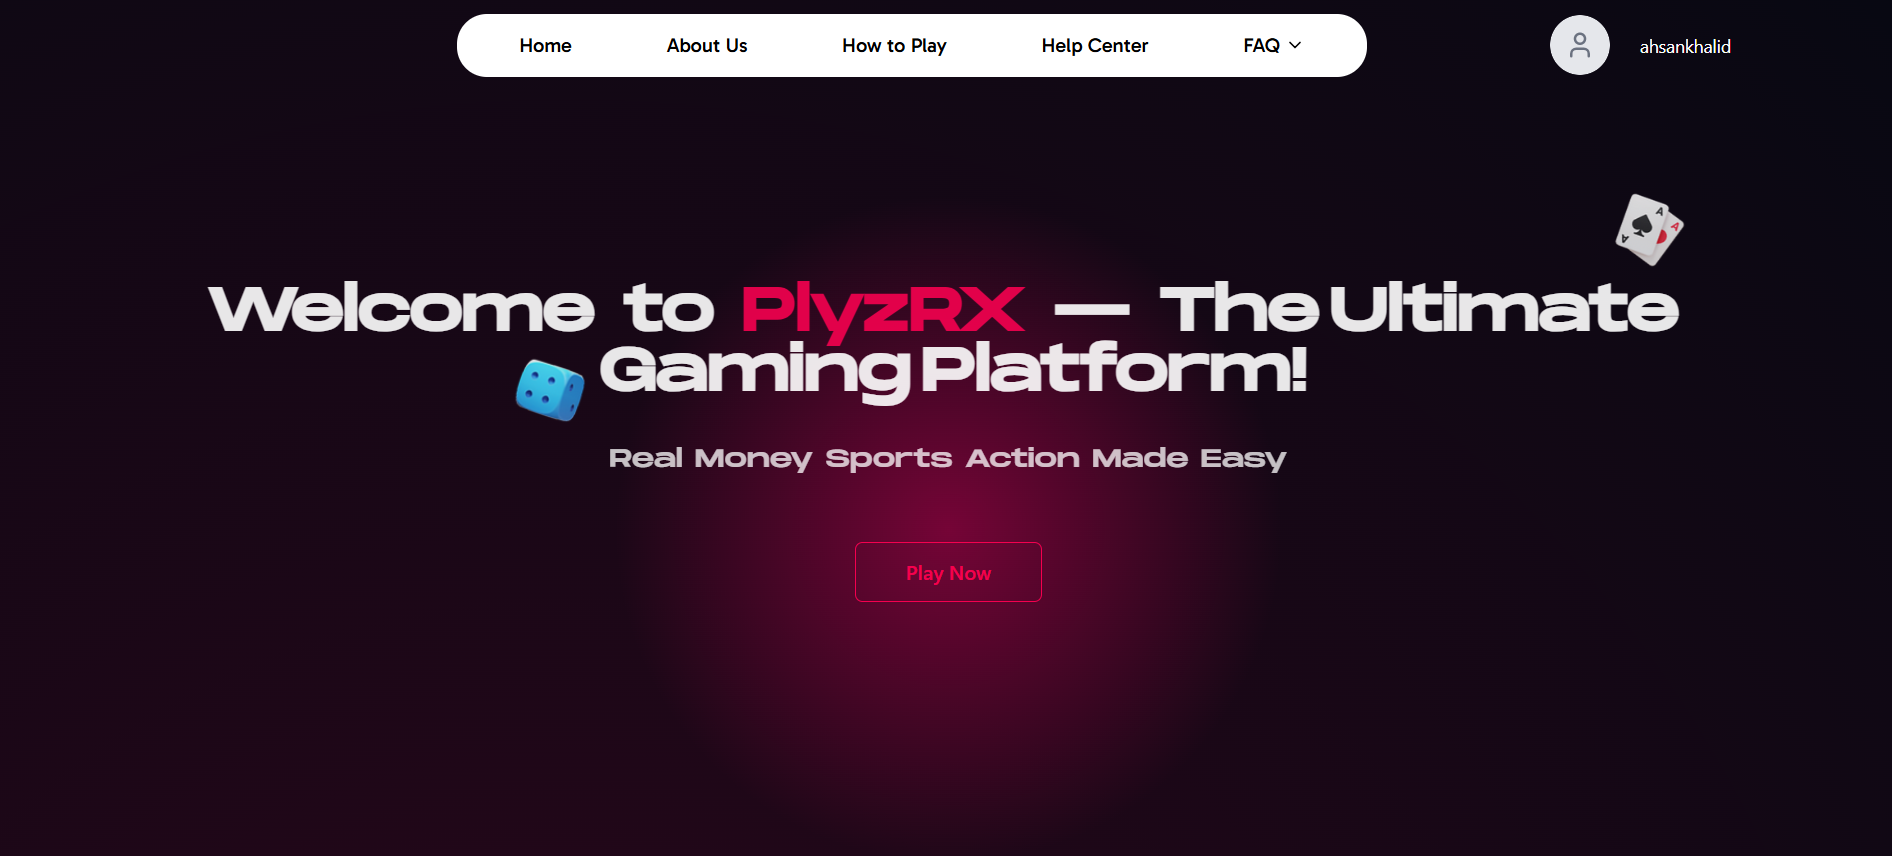 Home About Us How to Play Help Center FAQ
ahsankhalid
Welcome to PlyzRX — The Ultimate
Gaming Platform!
Real Money Sports Action Made Easy
Play Now
A
A
A